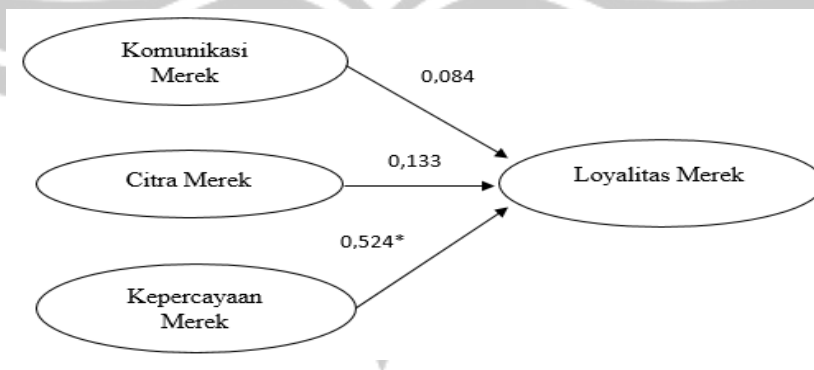 Komunikasi
Merek
0,084
Citra Merek
0,133
Loyalitas Merek
0,524*
Kepercayaan
Merek